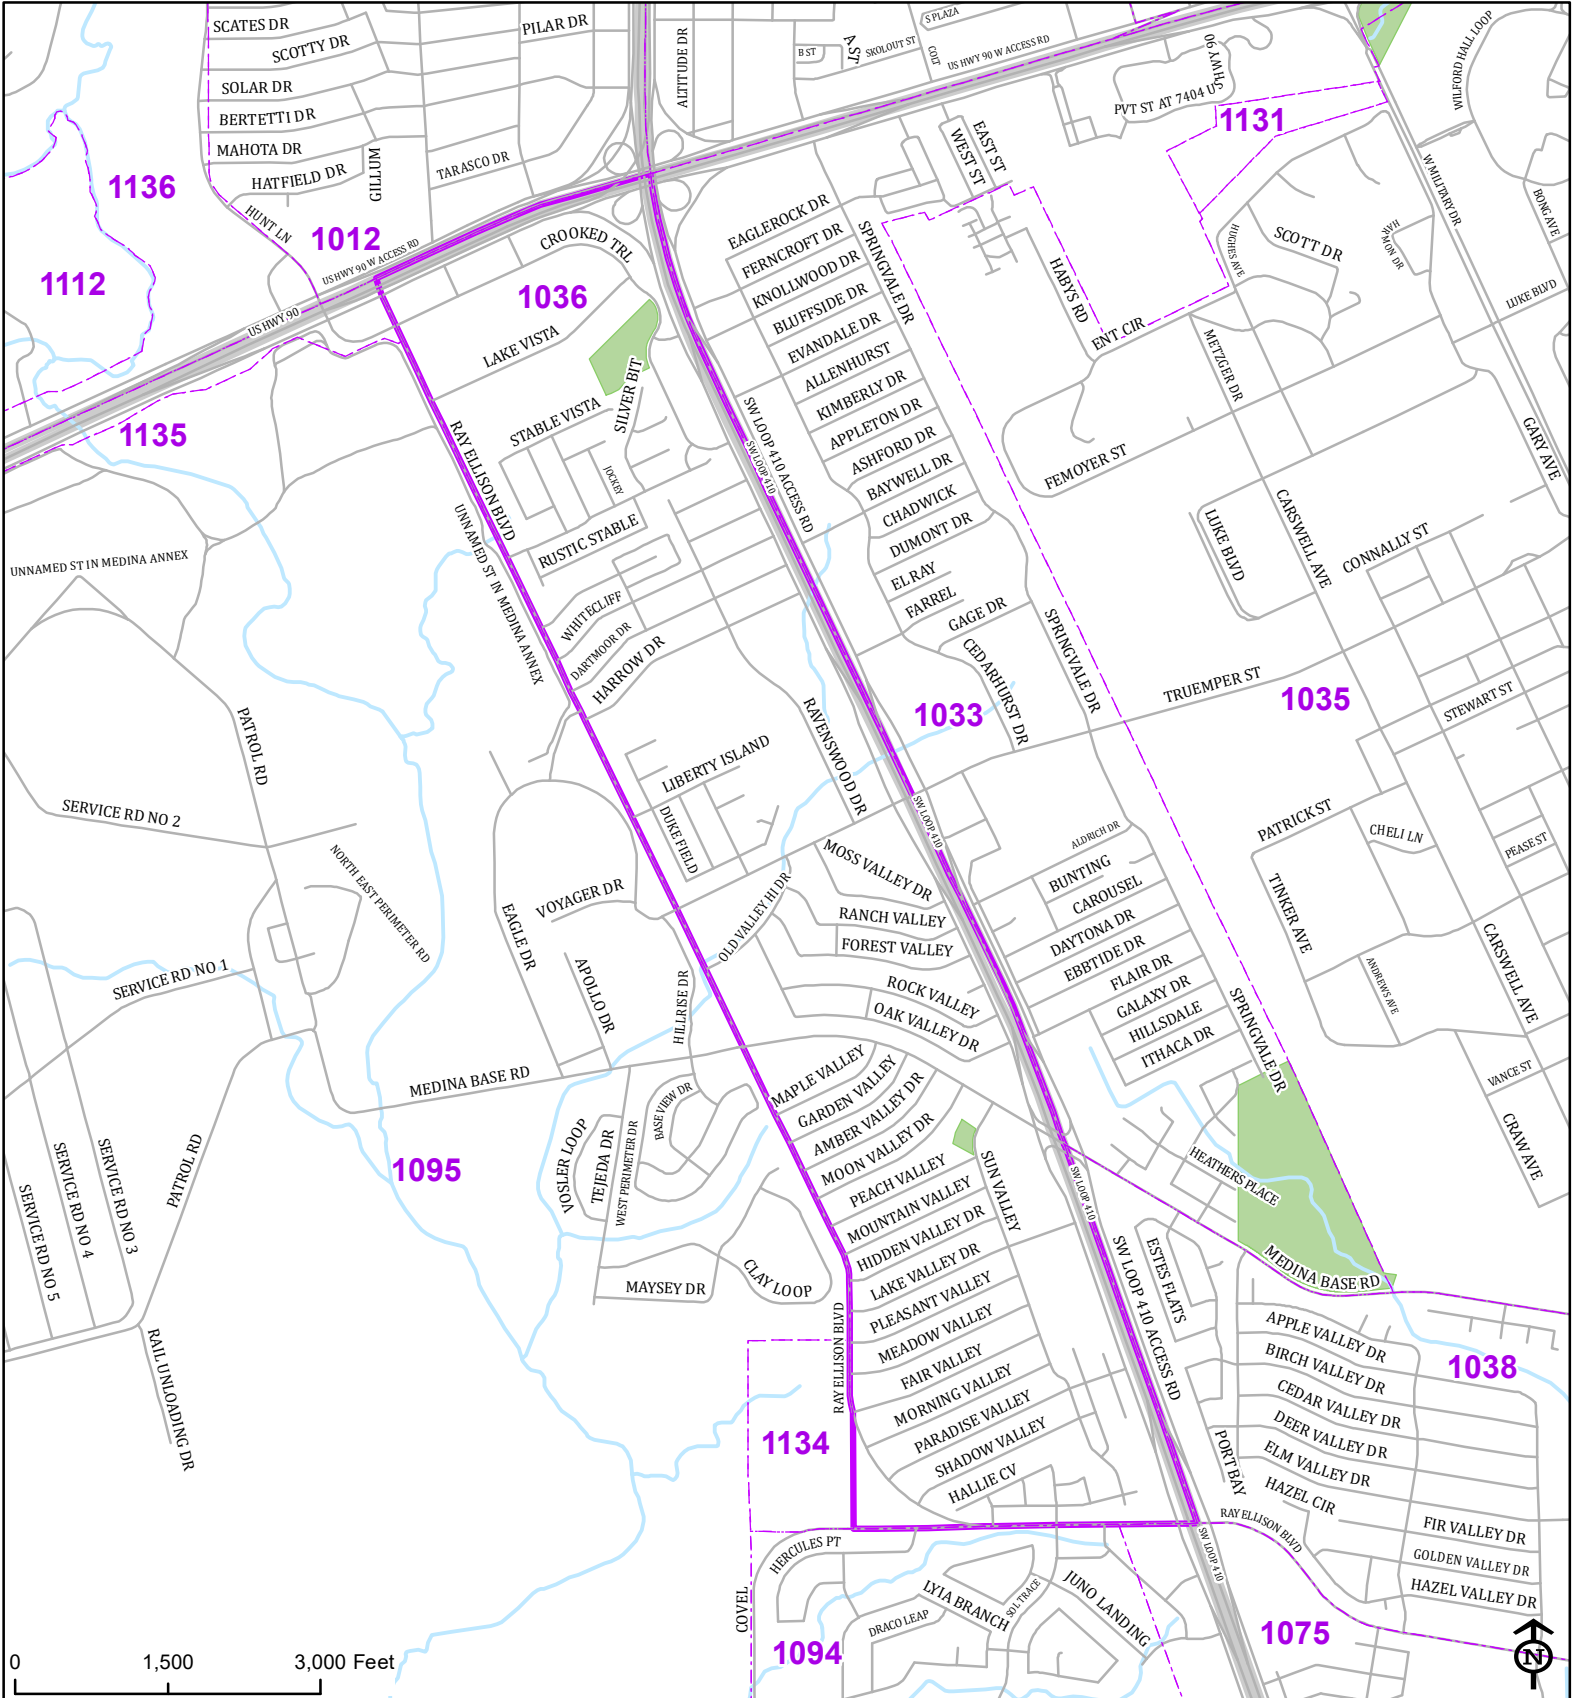 SCATES DR
SCOTTY DR
PILAR DR
SOLAR DR
BERTETTI DR
MAHOTA DR
HATFIELD DR
GILLUM
TARASCO DR
HUNT LN
ALTITUDE DR
B ST
A ST
SKOLOUT ST
S PLAZA
COLT
US HWY 90 W ACCESS RD
PVT ST AT 7404 U
S HWY 90
WILFORD HALL LOOP
W MILITARY DR
BONG AVE
LUKE BLVD
1131
1136
1112
1012
US HWY 90 W ACCESS RD
US HWY 90
1135
1036
CROOKED TRL
LAKE VISTA
STABLE VISTA
SILVER BIT
JOCKEY
RUSTIC STABLE
WHITECLIFF
DARTMOOR DR
HARROW DR
RAY ELLISON BLVD
UNNAMED ST IN MEDINA ANNEX
UNNAMED ST IN MEDINA ANNEX
EAST ST
WEST ST
EAGLEROCK DR
FERNCROFT DR
KNOLLWOOD DR
BLUFFSIDE DR
EVANDALE DR
ALLENHURST
KIMBERLY DR
APPLETON DR
ASHFORD DR
BAYWELL DR
CHADWICK
DUMONT DR
EL RAY
FARREL
GAGE DR
CEDARHURST DR
SPRINGVALE DR
SPRINGVALE DR
HABYS RD
ENT CIR
HUGHES AVE
SCOTT DR
HARMON DR
METZGER DR
FEMOYER ST
GARY AVE
CARSWELL AVE
LUKE BLVD
CONNALLY ST
TRUEMPER ST
1035
STEWART ST
SW LOOP 410 ACCESS RD
SW LOOP 410
1033
RAVENSWOOD DR
LIBERTY ISLAND
DUKE FIELD
SW LOOP 410
PATROL RD
SERVICE RD NO 2
NORTH EAST PERIMETER RD
SERVICE RD NO 1
EAGLE DR
VOYAGER DR
APOLLO DR
HILLRISE DR
OLD VALLEY HI DR
MOSS VALLEY DR
RANCH VALLEY
FOREST VALLEY
ROCK VALLEY
OAK VALLEY DR
ALDRICH DR
BUNTING
CAROUSEL
DAYTONA DR
EBBTIDE DR
FLAIR DR
GALAXY DR
HILLSDALE
ITHACA DR
SPRINGVALE DR
PATRICK ST
CHELI LN
PEASE ST
TINKER AVE
ANDREWS AVE
CARSWELL AVE
VANCE ST
CRAW AVE
MEDINA BASE RD
MAPLE VALLEY
GARDEN VALLEY
AMBER VALLEY DR
MOON VALLEY DR
PEACH VALLEY
MOUNTAIN VALLEY
HIDDEN VALLEY DR
LAKE VALLEY DR
PLEASANT VALLEY
MEADOW VALLEY
FAIR VALLEY
MORNING VALLEY
PARADISE VALLEY
SHADOW VALLEY
HALLIE CV
SUN VALLEY
BASE VIEW DR
VOSLER LOOP
TEJEDA DR
WEST PERIMETER DR
1095
MAYSEY DR
CLAY LOOP
PATROL RD
SERVICE RD NO 3
SERVICE RD NO 4
SERVICE RD NO 5
RAIL UNLOADING DR
RAY ELLISON BLVD
1134
SW LOOP 410
SW LOOP 410 ACCESS RD
ESTES FLATS
HEATHERS PLACE
MEDINA BASE RD
APPLE VALLEY DR
BIRCH VALLEY DR
CEDAR VALLEY DR
DEER VALLEY DR
ELM VALLEY DR
HAZEL CIR
FIR VALLEY DR
GOLDEN VALLEY DR
HAZEL VALLEY DR
1038
PORT BAY
RAY ELLISON BLVD
SW LOOP 410
HERCULES PT
COVEL
DRACO LEAP
LYIA BRANCH
SOL TRACE
JUNO LANDING
1094
1075
0 1,500 3,000 Feet
N